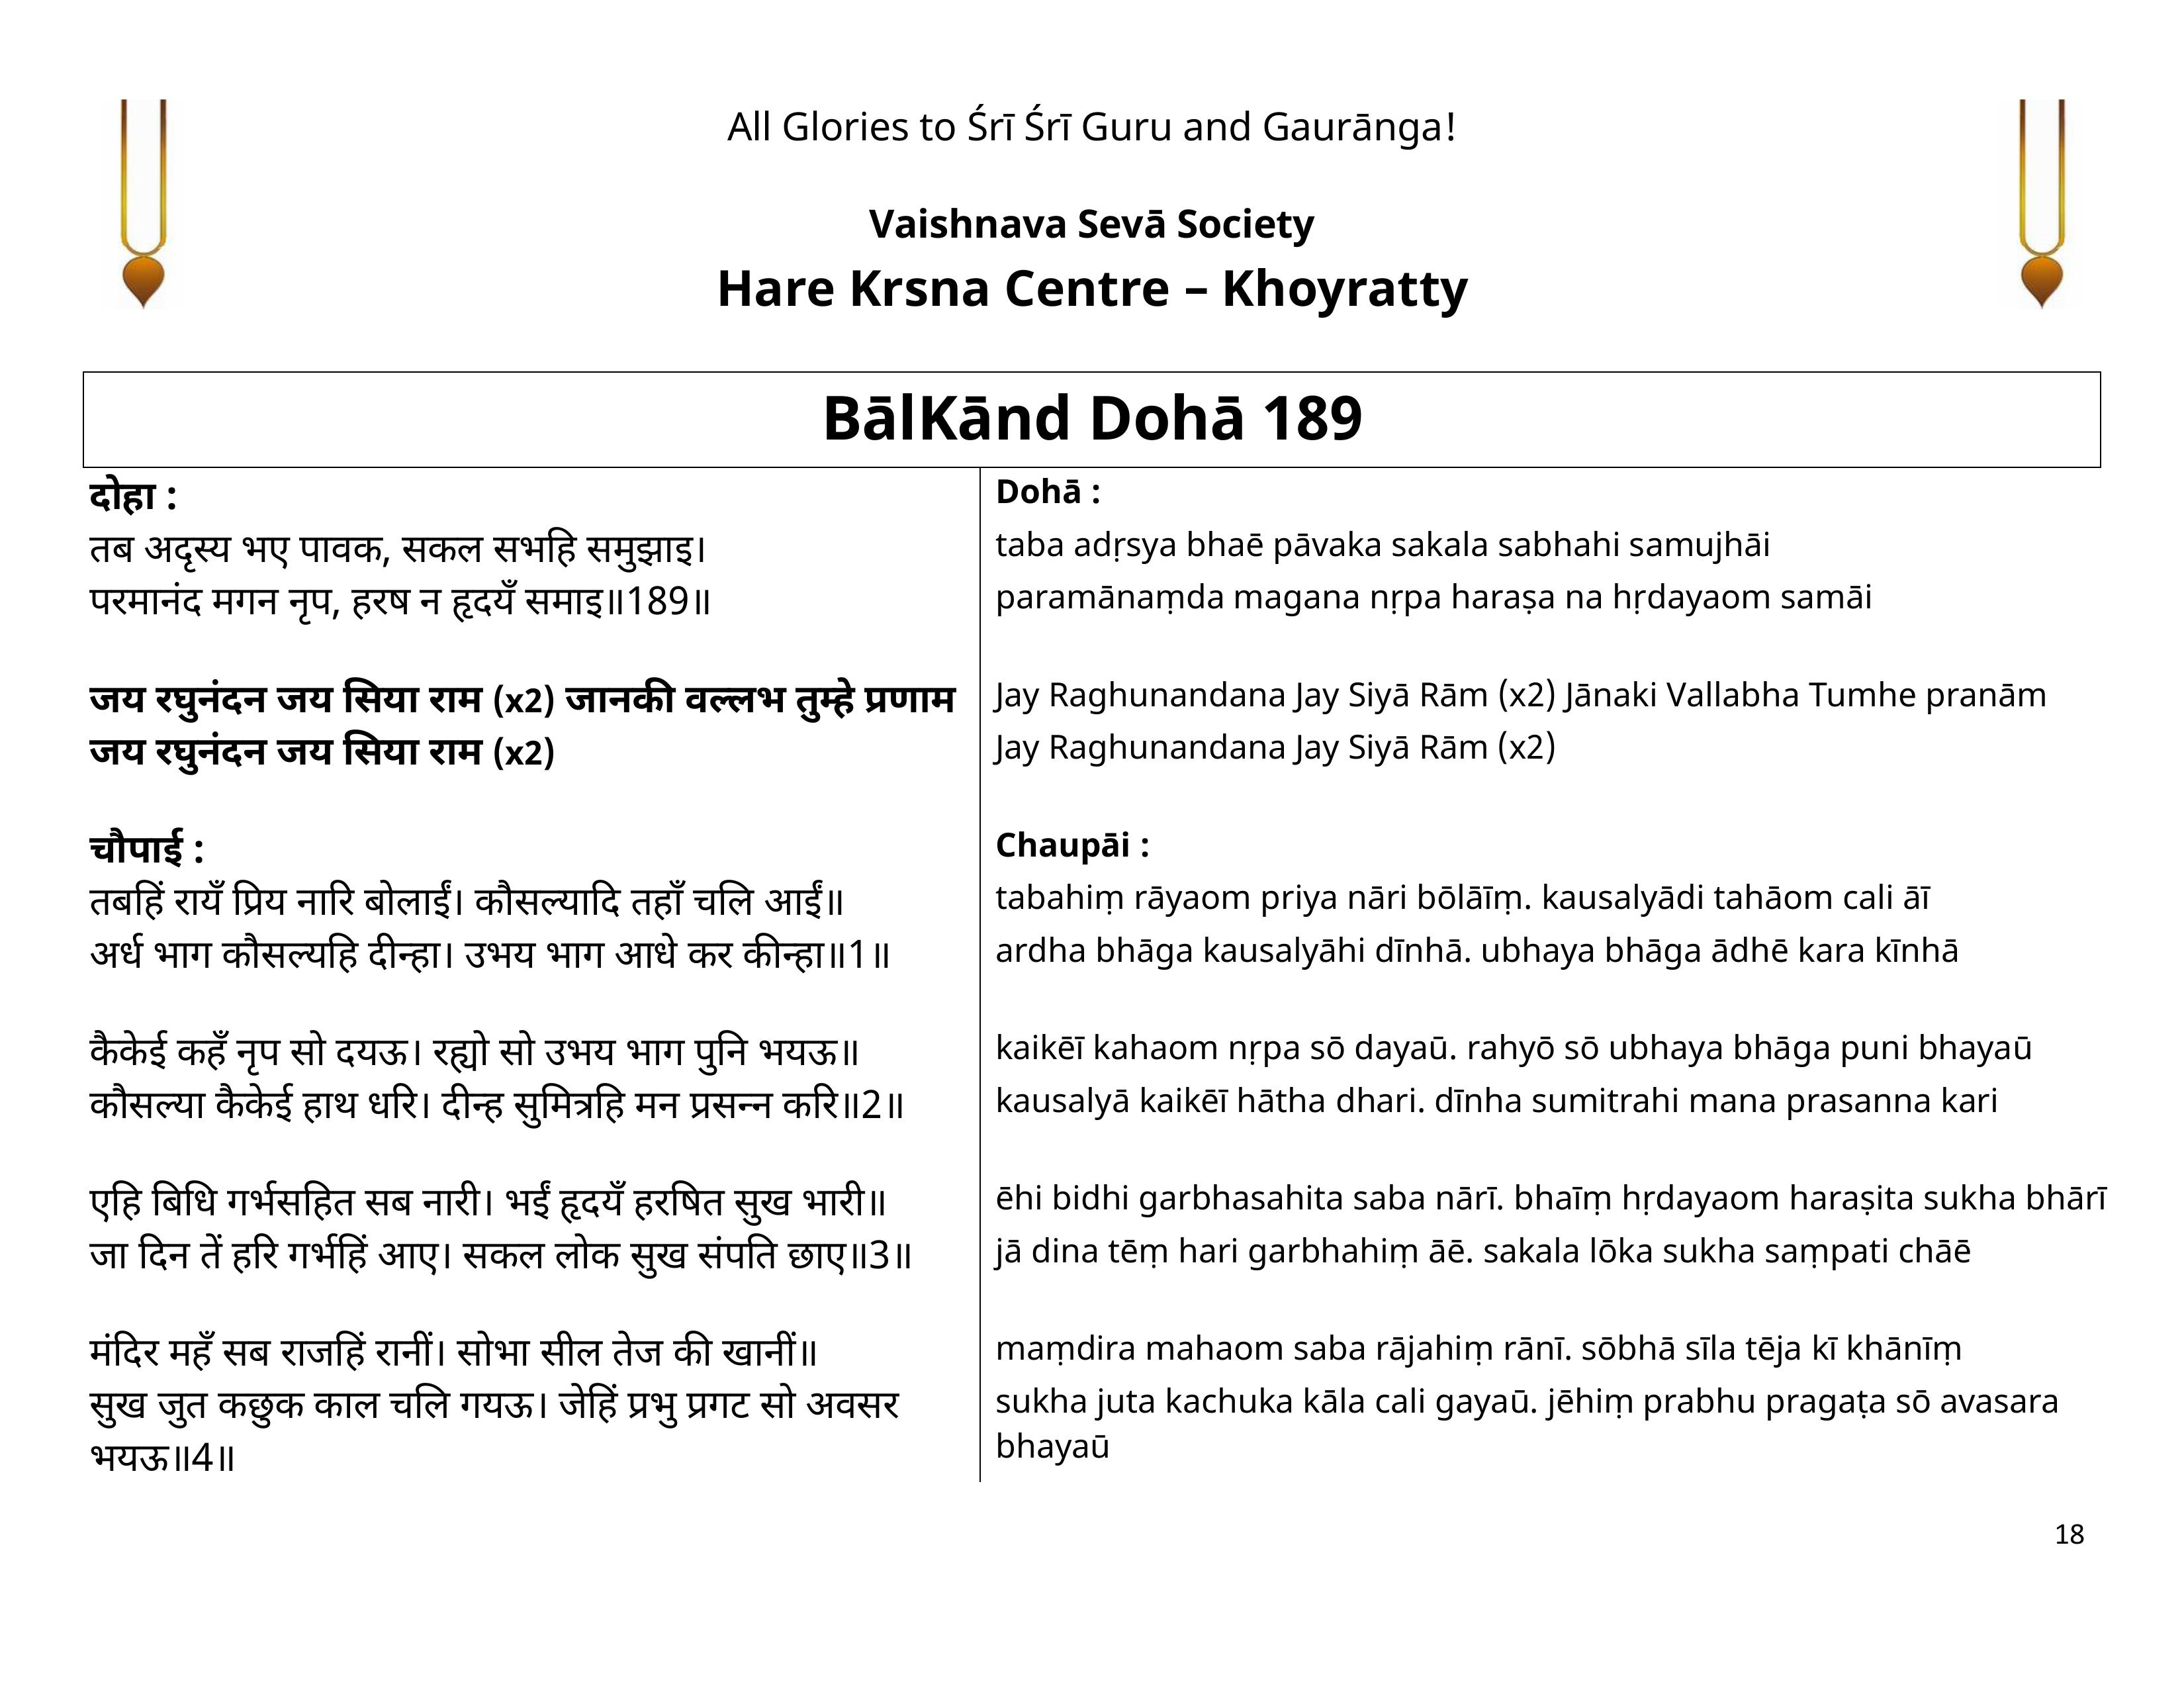 All Glories to Śrī Śrī Guru and Gaurānga!
Vaishnava Sevā Society
Hare Krsna Centre – Khoyratty
BālKānd Dohā 189
दोहा :
तब अदृस्य भए पावक, सकल सभहि समुझाइ।
परमानंद मगन नृप, हरष न हृदयँ समाइ॥189॥
जय रघुनंदन जय सिया राम (x2) जानकी वल्लभ तुम्हे प्रणाम
जय रघुनंदन जय सिया राम (x2)
चौपाई :
तबहिं रायँ प्रिय नारि बोलाईं। कौसल्यादि तहाँ चलि आईं॥
अर्ध भाग कौसल्यहि दीन्हा। उभय भाग आधे कर कीन्हा॥1॥
कैकेई कहँ नृप सो दयऊ। रह्यो सो उभय भाग पुनि भयऊ॥
कौसल्या कैकेई हाथ धरि। दीन्ह सुमित्रहि मन प्रसन्न करि॥2॥
एहि बिधि गर्भसहित सब नारी। भईं हृदयँ हरषित सुख भारी॥
जा दिन तें हरि गर्भहिं आए। सकल लोक सुख संपति छाए॥3॥
मंदिर महँ सब राजहिं रानीं। सोभा सील तेज की खानीं॥
सुख जुत कछुक काल चलि गयऊ। जेहिं प्रभु प्रगट सो अवसर
भयऊ॥4॥
Dohā :
taba adṛsya bhaē pāvaka sakala sabhahi samujhāi
paramānaṃda magana nṛpa haraṣa na hṛdayaom samāi
Jay Raghunandana Jay Siyā Rām (x2) Jānaki Vallabha Tumhe pranām
Jay Raghunandana Jay Siyā Rām (x2)
Chaupāi :
tabahiṃ rāyaom priya nāri bōlāīṃ. kausalyādi tahāom cali āī
ardha bhāga kausalyāhi dīnhā. ubhaya bhāga ādhē kara kīnhā
kaikēī kahaom nṛpa sō dayaū. rahyō sō ubhaya bhāga puni bhayaū
kausalyā kaikēī hātha dhari. dīnha sumitrahi mana prasanna kari
ēhi bidhi garbhasahita saba nārī. bhaīṃ hṛdayaom haraṣita sukha bhārī
jā dina tēṃ hari garbhahiṃ āē. sakala lōka sukha saṃpati chāē
maṃdira mahaom saba rājahiṃ rānī. sōbhā sīla tēja kī khānīṃ
sukha juta kachuka kāla cali gayaū. jēhiṃ prabhu pragaṭa sō avasara
bhayaū
18